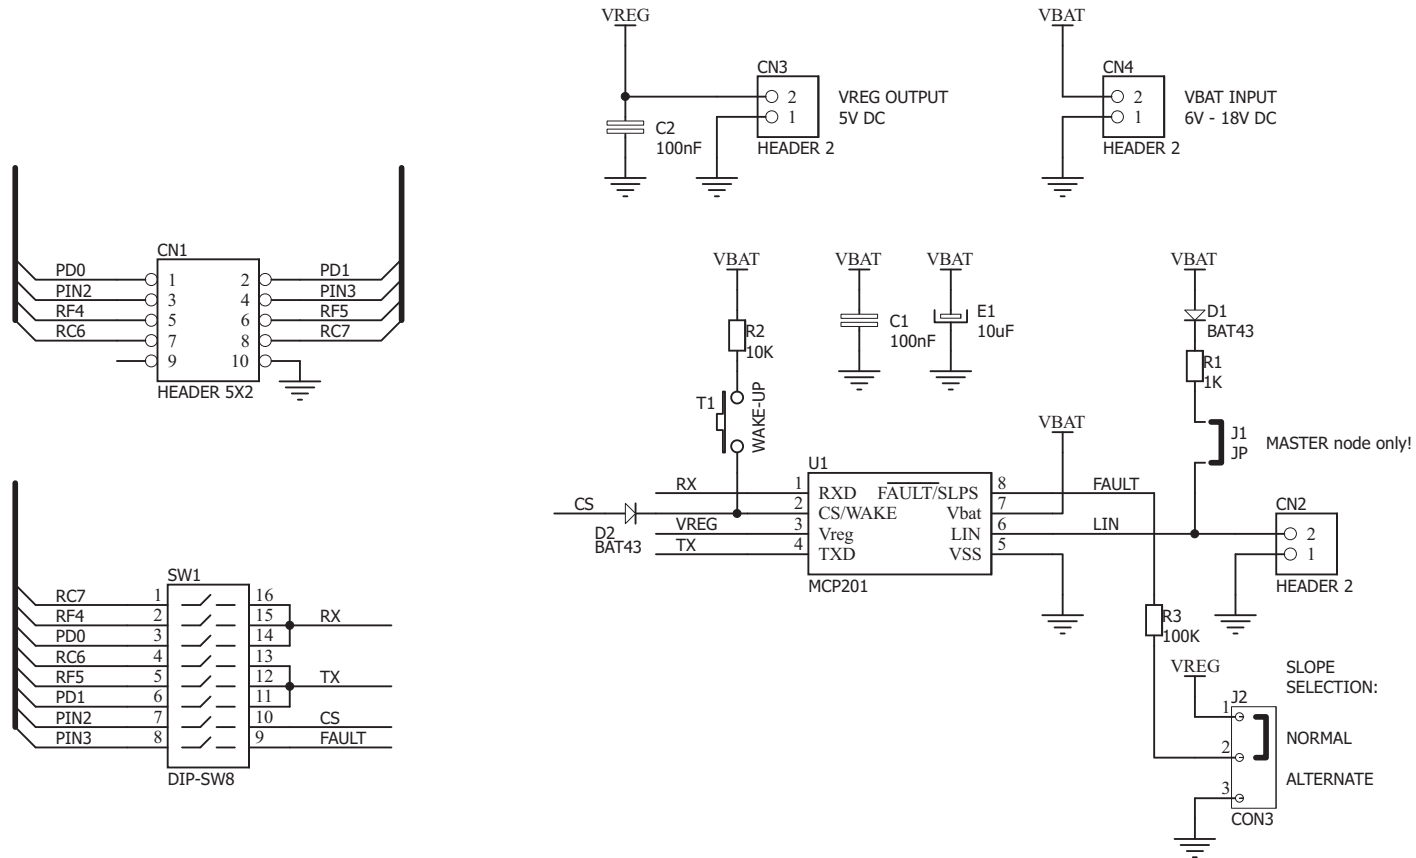 VREG
CN3
2
1
VREG OUTPUT
5V DC
C2
100nF
HEADER 2
VBAT
CN4
2
1
VBAT INPUT
6V - 18V DC
HEADER 2
CN1
PD0 1 2 PD1
PIN2 3 4 PIN3
RF4 5 6 RF5
RC6 7 8 RC7
9 10
HEADER 5X2
VBAT
R2
10K
T1
WAKE-UP
VBAT
C1
100nF
VBAT
E1
10uF
VBAT
D1
BAT43
R1
1K
J1
JP
MASTER node only!
VBAT
U1
RX 1 RXD FAULT/SLPS 8 FAULT
CS 2 CS/WAKE Vbat 7
VREG 3 Vreg LIN 6 LIN
TX 4 TXD VSS 5
D2
BAT43
MCP201
CN2
2
1
HEADER 2
R3
100K
VREG
SLOPE
SELECTION:
J2
1
NORMAL
2
ALTERNATE
3
CON3
SW1
RC7 1 16
RF4 2 15 RX
PD0 3 14
RC6 4 13
RF5 5 12 TX
PD1 6 11
PIN2 7 10 CS
PIN3 8 9 FAULT
DIP-SW8